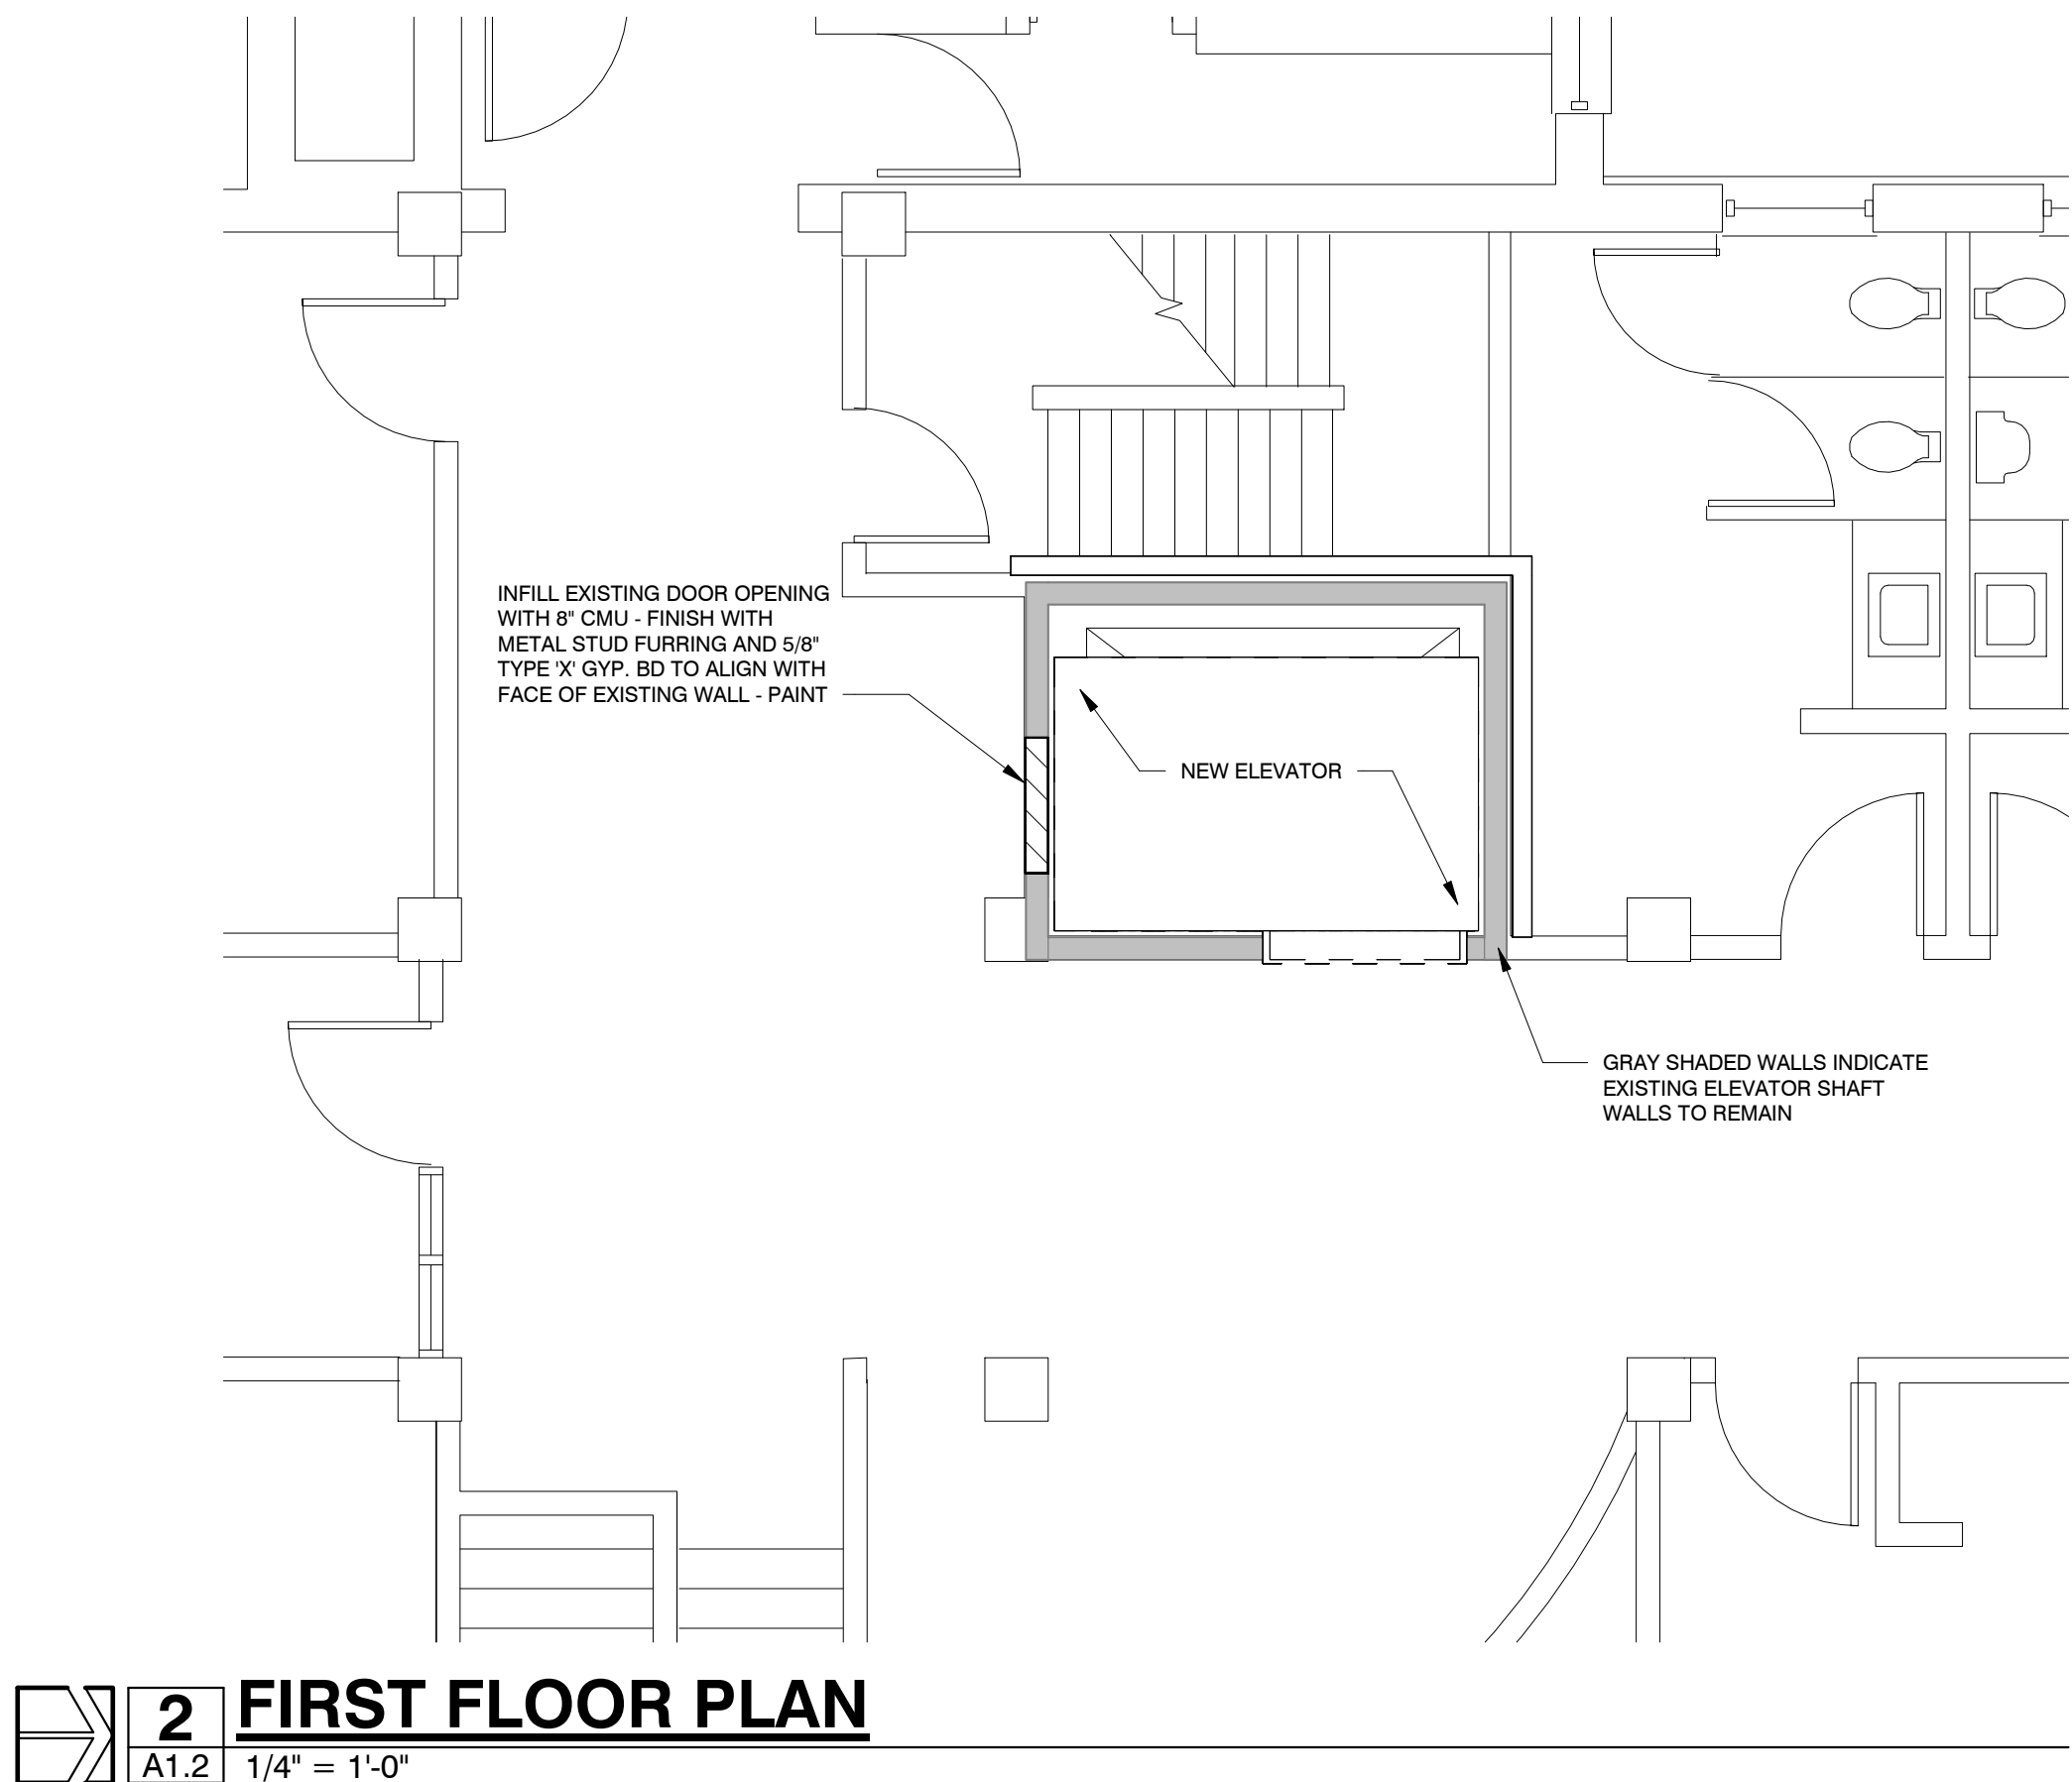 INFILL EXISTING DOOR OPENING
WITH 8" CMU - FINISH WITH
METAL STUD FURRING AND 5/8"
TYPE 'X' GYP. BD TO ALIGN WITH
FACE OF EXISTING WALL - PAINT
NEW ELEVATOR
GRAY SHADED WALLS INDICATE
EXISTING ELEVATOR SHAFT
WALLS TO REMAIN
2
FIRST FLOOR PLAN
A1.2
1/4" = 1'-0"